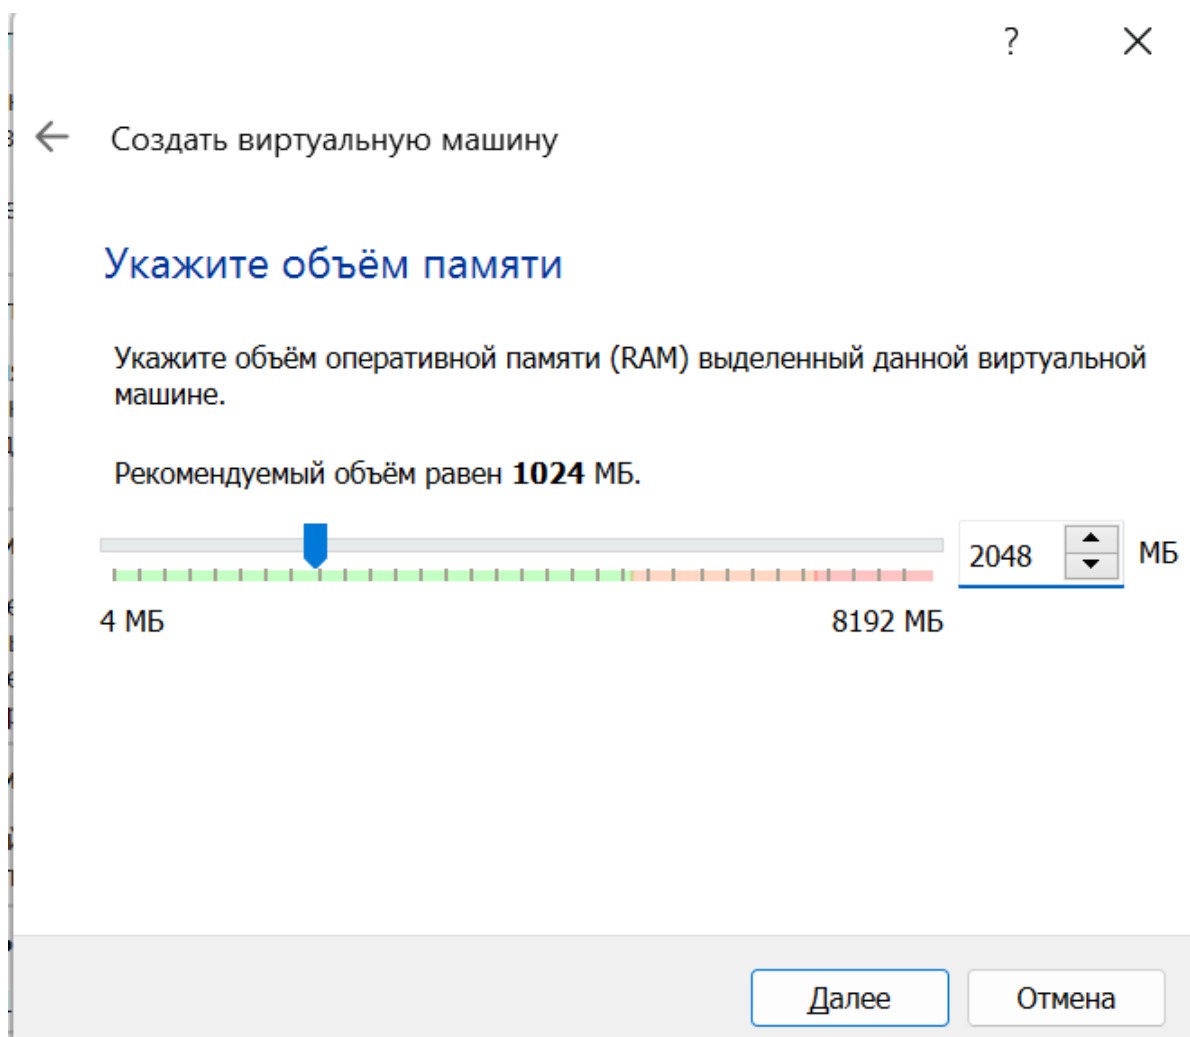 ?
Создать виртуальную машину
Укажите объём памяти
Укажите объём оперативной памяти (RAM) выделенный данной виртуальной
машине.
Рекомендуемый объём равен 1024 МБ.
2048 МБ
4 МБ 8192 МБ
Далее Отмена